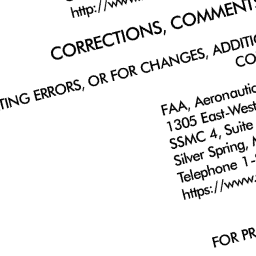 http://www.
CORRECTIONS, COMMENTS
TING ERRORS, OR FOR CHANGES, ADDITI
CO
FAA, Aeronautic
1305 East-West
SSMC 4, Suite
Silver Spring, M
Telephone 1-
https://www.
FOR PR